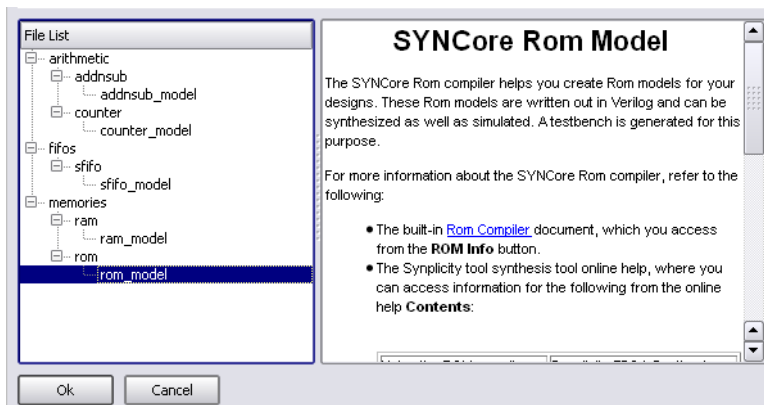 File List
arithmetic
addnsub
addnsub_model
counter
counter_model
fifos
sfifo
sfifo_model
memories
ram
ram_model
rom
rom_model
SYNCore Rom Model
The SYNCore Rom compiler helps you create Rom models for your
designs. These Rom models are written out in Verilog and can be
synthesized as well as simulated. A testbench is generated for this
purpose.
For more information about the SYNCore Rom compiler, refer to the
following:
The built-in Rom Compiler document, which you access
from the ROM Info button.
The Synplicity tool synthesis tool online help, where you
can access information for the following from the online
help Contents:
Ok
Cancel